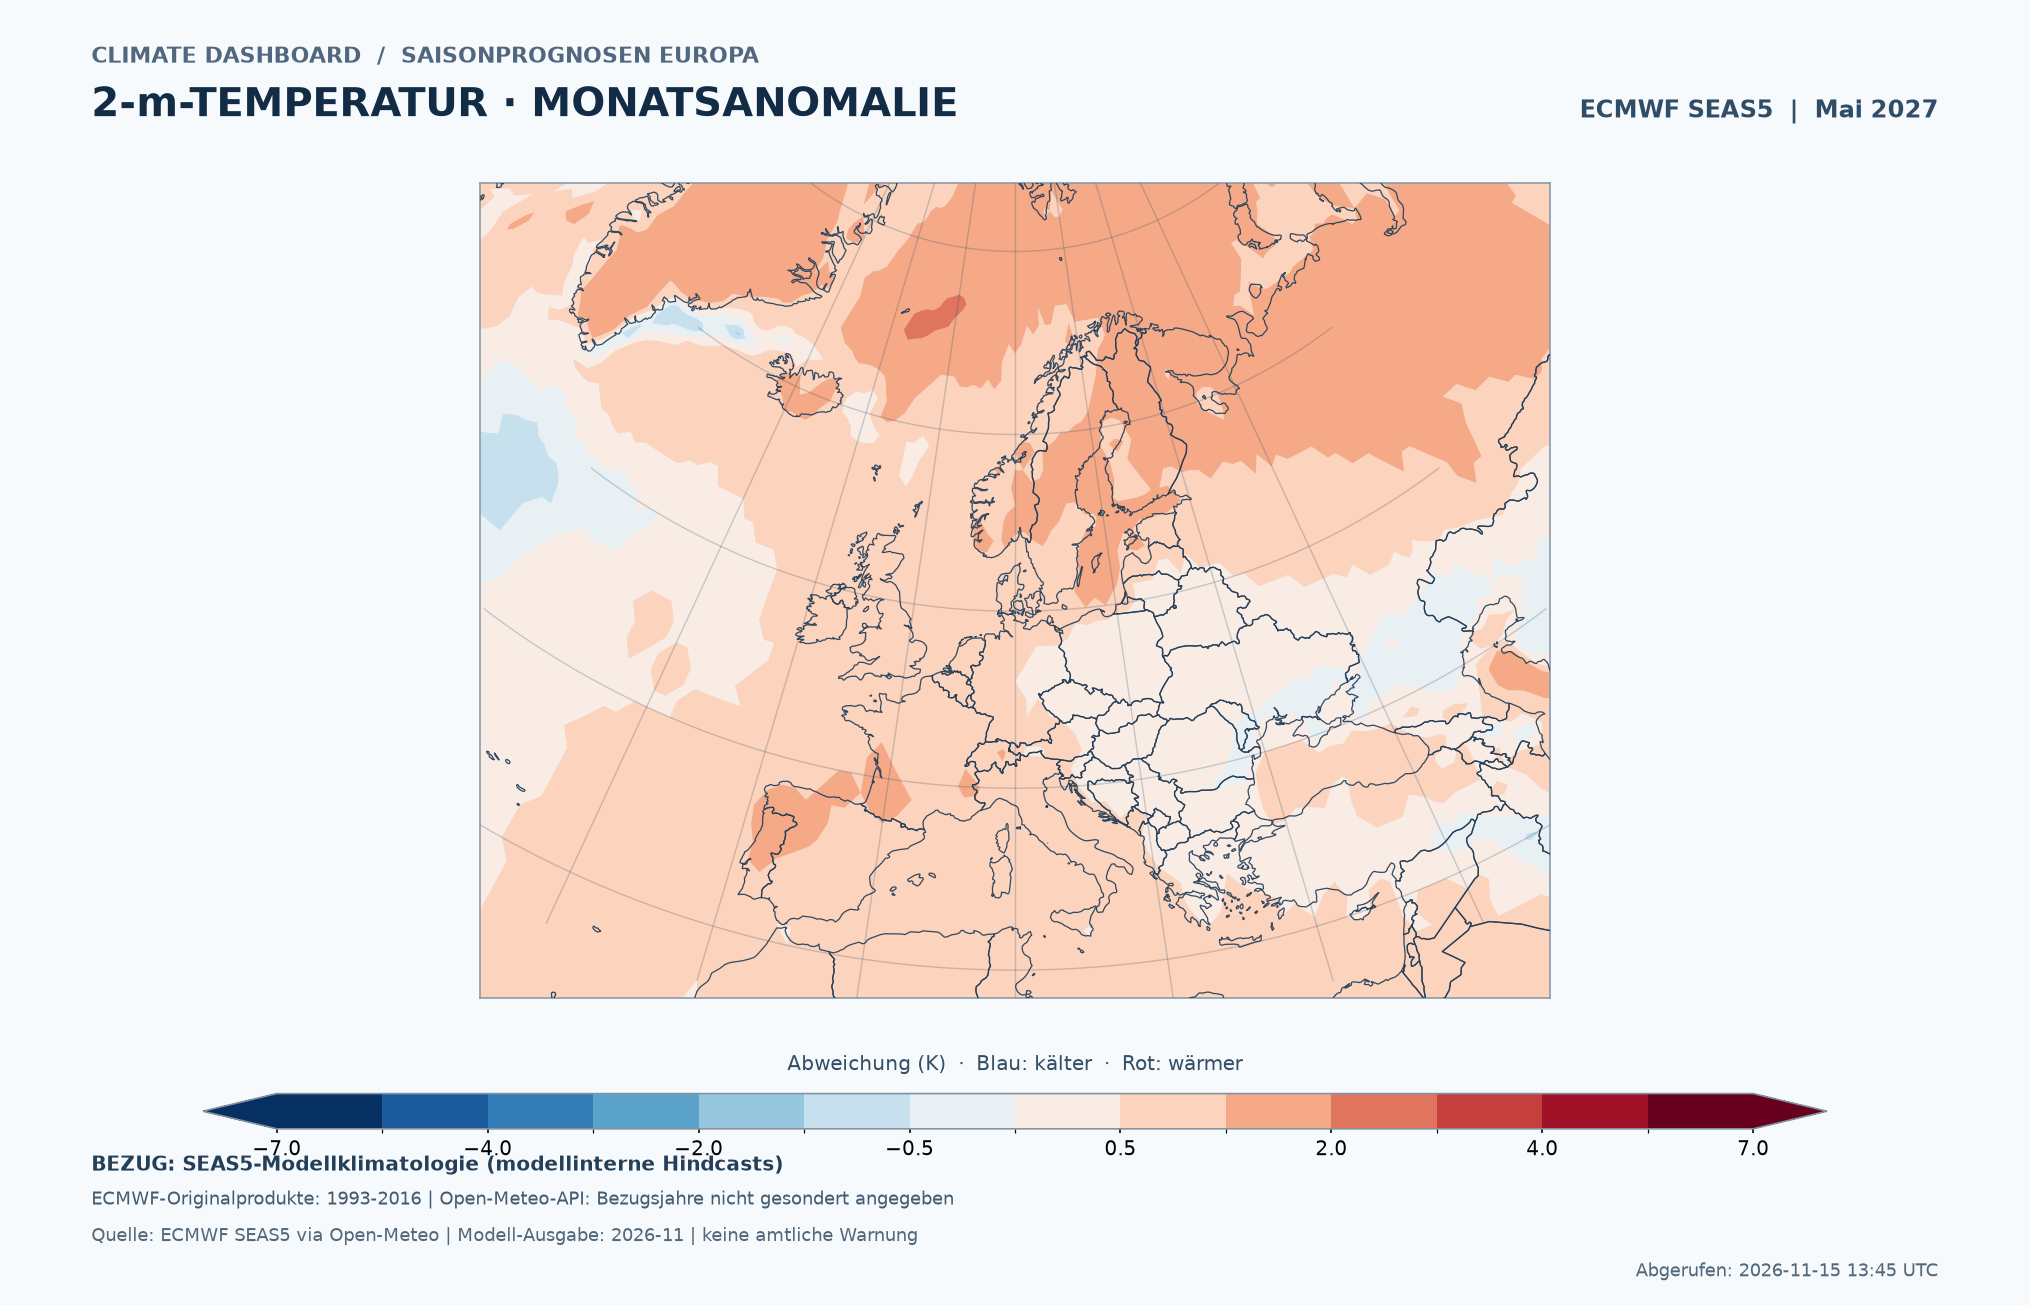 CLIMATE DASHBOARD / SAISONPROGNOSEN EUROPA
2-m-TEMPERATUR · MONATSANOMALIE
ECMWF SEAS5 | Mai 2027
Abweichung (K) · Blau: kälter · Rot: wärmer
−7.0 −4.0 −2.0 −0.5 0.5 2.0 4.0 7.0
BEZUG: SEAS5-Modellklimatologie (modellinterne Hindcasts)
ECMWF-Originalprodukte: 1993-2016 | Open-Meteo-API: Bezugsjahre nicht gesondert angegeben
Quelle: ECMWF SEAS5 via Open-Meteo | Modell-Ausgabe: 2026-11 | keine amtliche Warnung
Abgerufen: 2026-11-15 13:45 UTC